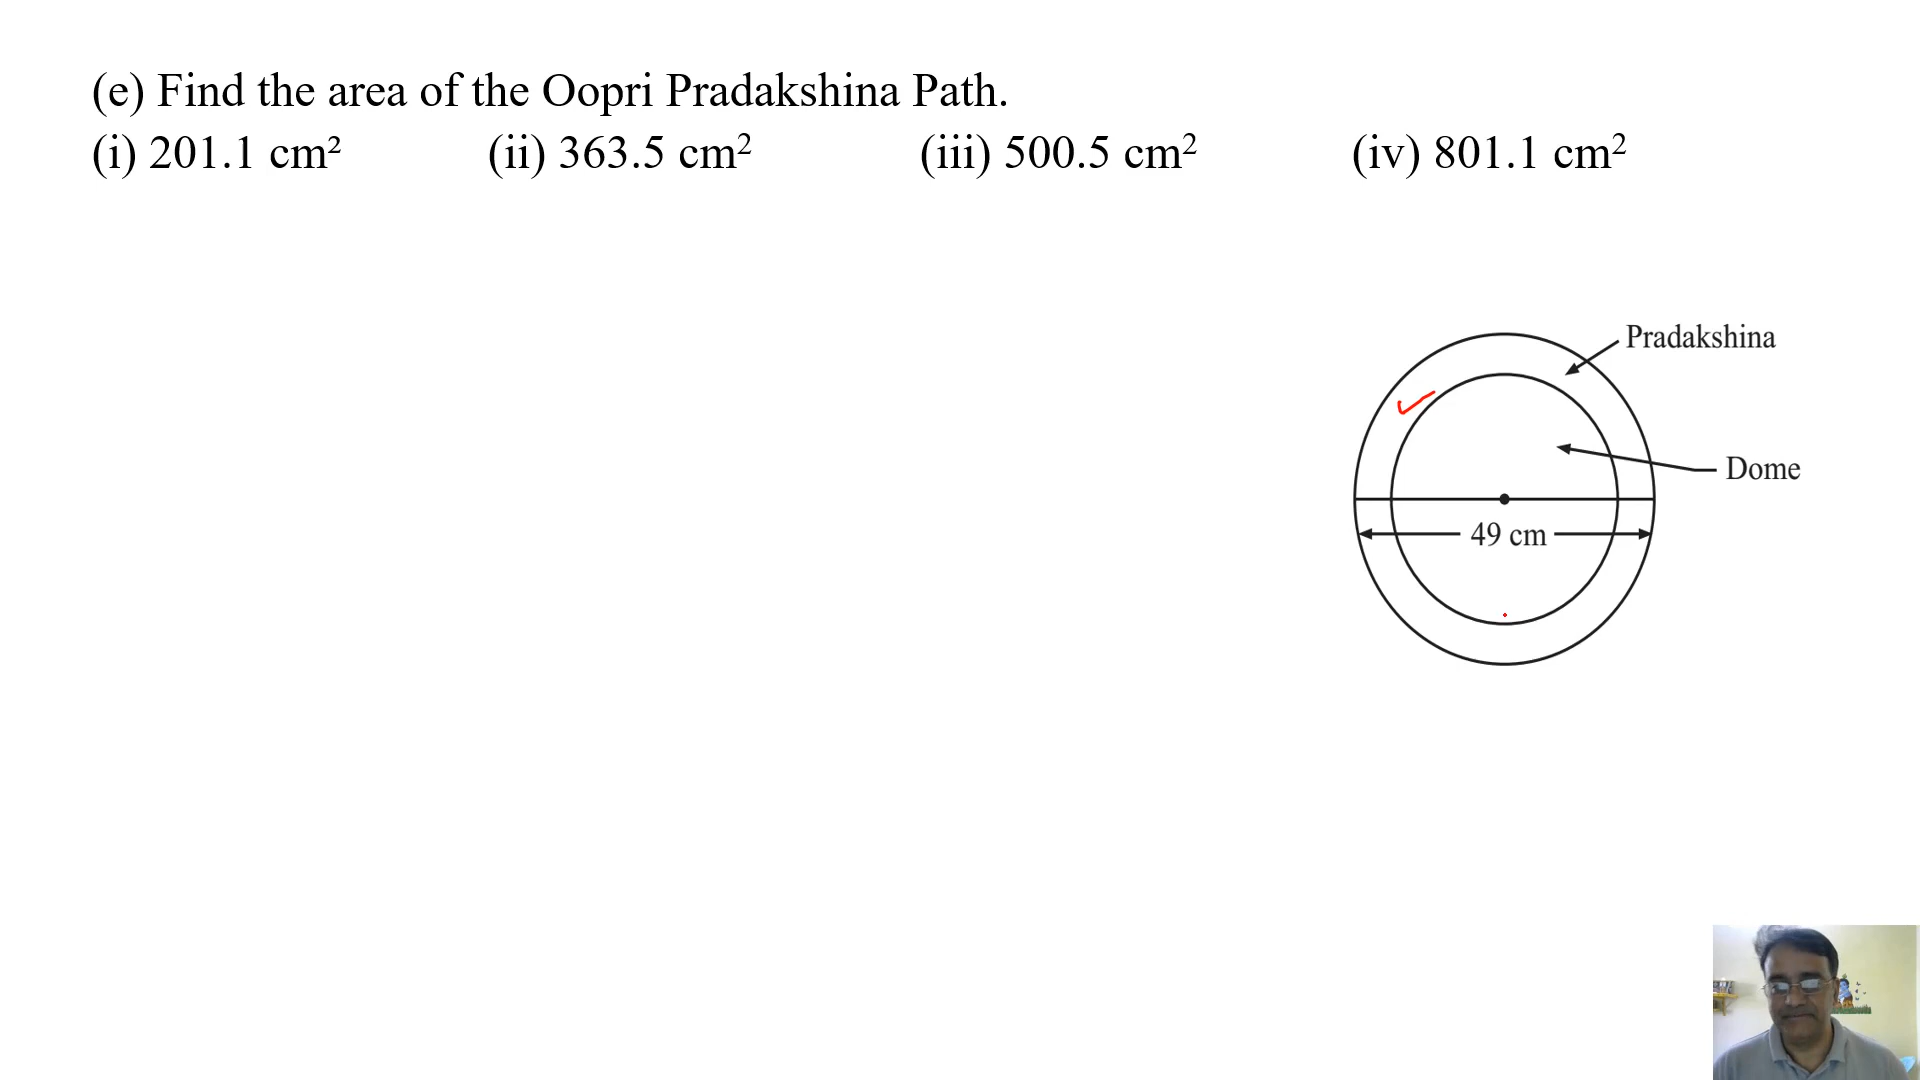 (e) Find the area of the Oopri Pradakshina Path.
(i) 201.1 cm² (ii) 363.5 cm² (iii) 500.5 cm² (iv) 801.1 cm²
Pradakshina
Dome
49 cm